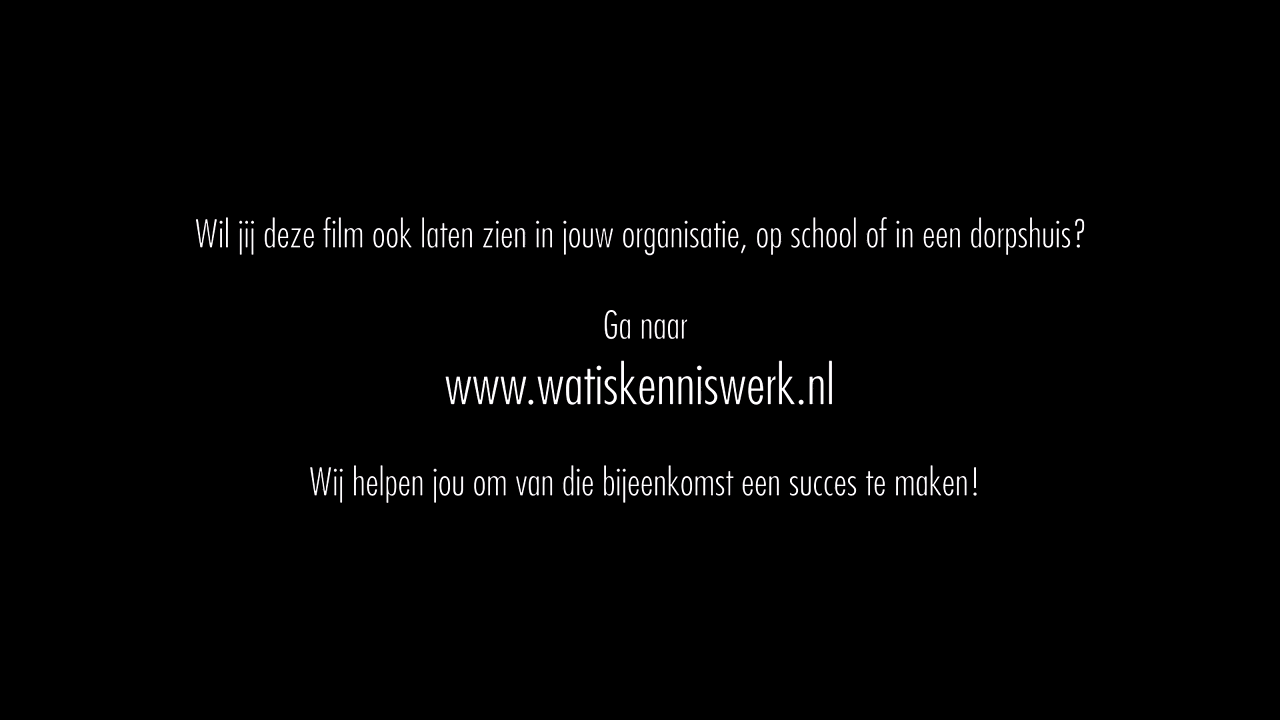 Wil jij deze film ook laten zien in jouw organisatie, op school of in een dorpshuis?
Ga naar
www.watiskenniswerk.nl
Wij helpen jou om van die bijeenkomst een succes te maken!